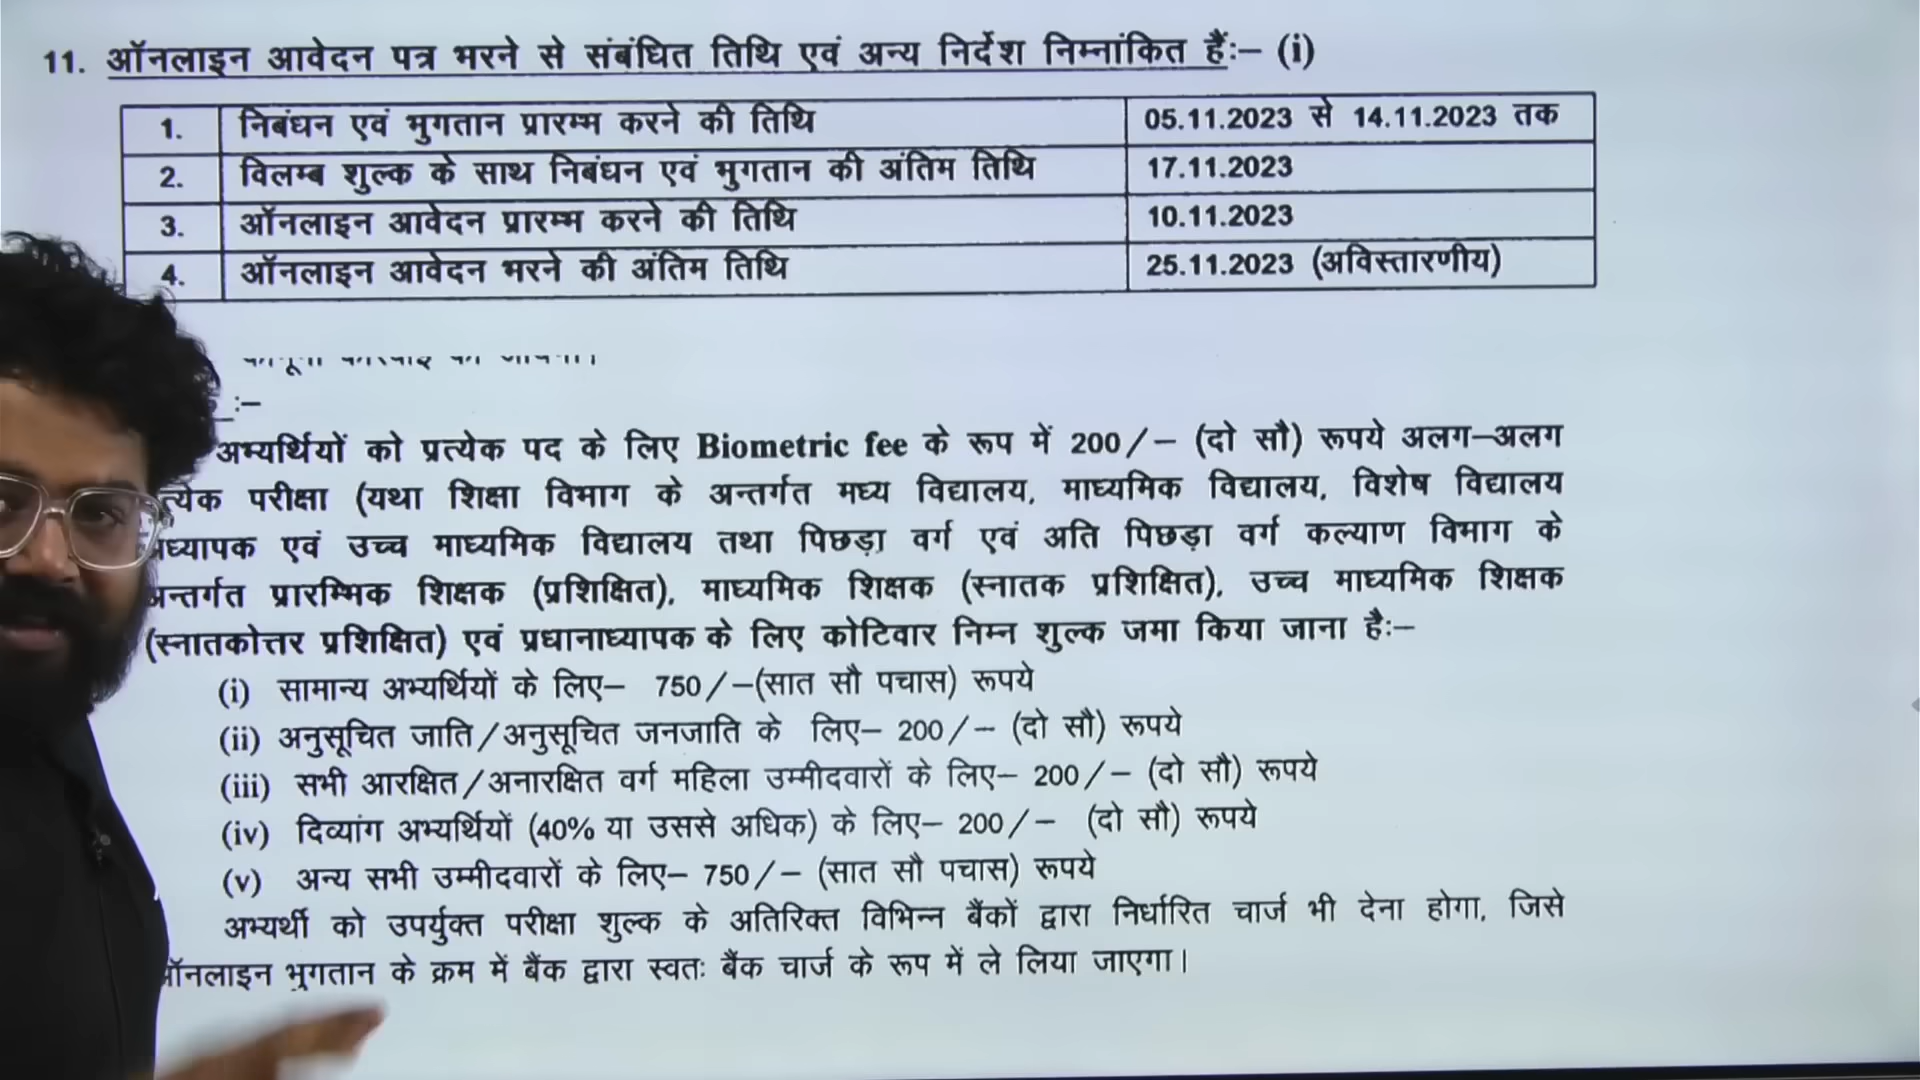 11. ऑनलाइन आवेदन पत्र भरने से संबंधित तिथि एवं अन्य निर्देश निम्नांकित हैं:– (i)
1. निबंधन एवं भुगतान प्रारम्भ करने की तिथि 05.11.2023 से 14.11.2023 तक
2. विलम्ब शुल्क के साथ निबंधन एवं भुगतान की अंतिम तिथि 17.11.2023
3. ऑनलाइन आवेदन प्रारम्भ करने की तिथि 10.11.2023
4. ऑनलाइन आवेदन भरने की अंतिम तिथि 25.11.2023 (अविस्तारणीय)
:–
अभ्यर्थियों को प्रत्येक पद के लिए Biometric fee के रूप में 200/– (दो सौ) रूपये अलग–अलग
त्येक परीक्षा (यथा शिक्षा विभाग के अन्तर्गत मध्य विद्यालय, माध्यमिक विद्यालय, विशेष विद्यालय
ध्यापक एवं उच्च माध्यमिक विद्यालय तथा पिछड़ा वर्ग एवं अति पिछड़ा वर्ग कल्याण विभाग के
अन्तर्गत प्रारम्भिक शिक्षक (प्रशिक्षित), माध्यमिक शिक्षक (स्नातक प्रशिक्षित), उच्च माध्यमिक शिक्षक
(स्नातकोत्तर प्रशिक्षित) एवं प्रधानाध्यापक के लिए कोटिवार निम्न शुल्क जमा किया जाना है:–
(i) सामान्य अभ्यर्थियों के लिए– 750/–(सात सौ पचास) रूपये
(ii) अनुसूचित जाति/अनुसूचित जनजाति के लिए– 200/– (दो सौ) रूपये
(iii) सभी आरक्षित/अनारक्षित वर्ग महिला उम्मीदवारों के लिए– 200/– (दो सौ) रूपये
(iv) दिव्यांग अभ्यर्थियों (40% या उससे अधिक) के लिए– 200/– (दो सौ) रूपये
(v) अन्य सभी उम्मीदवारों के लिए– 750/– (सात सौ पचास) रूपये
अभ्यर्थी को उपर्युक्त परीक्षा शुल्क के अतिरिक्त विभिन्न बैंकों द्वारा निर्धारित चार्ज भी देना होगा, जिसे
ऑनलाइन भुगतान के क्रम में बैंक द्वारा स्वतः बैंक चार्ज के रूप में ले लिया जाएगा।